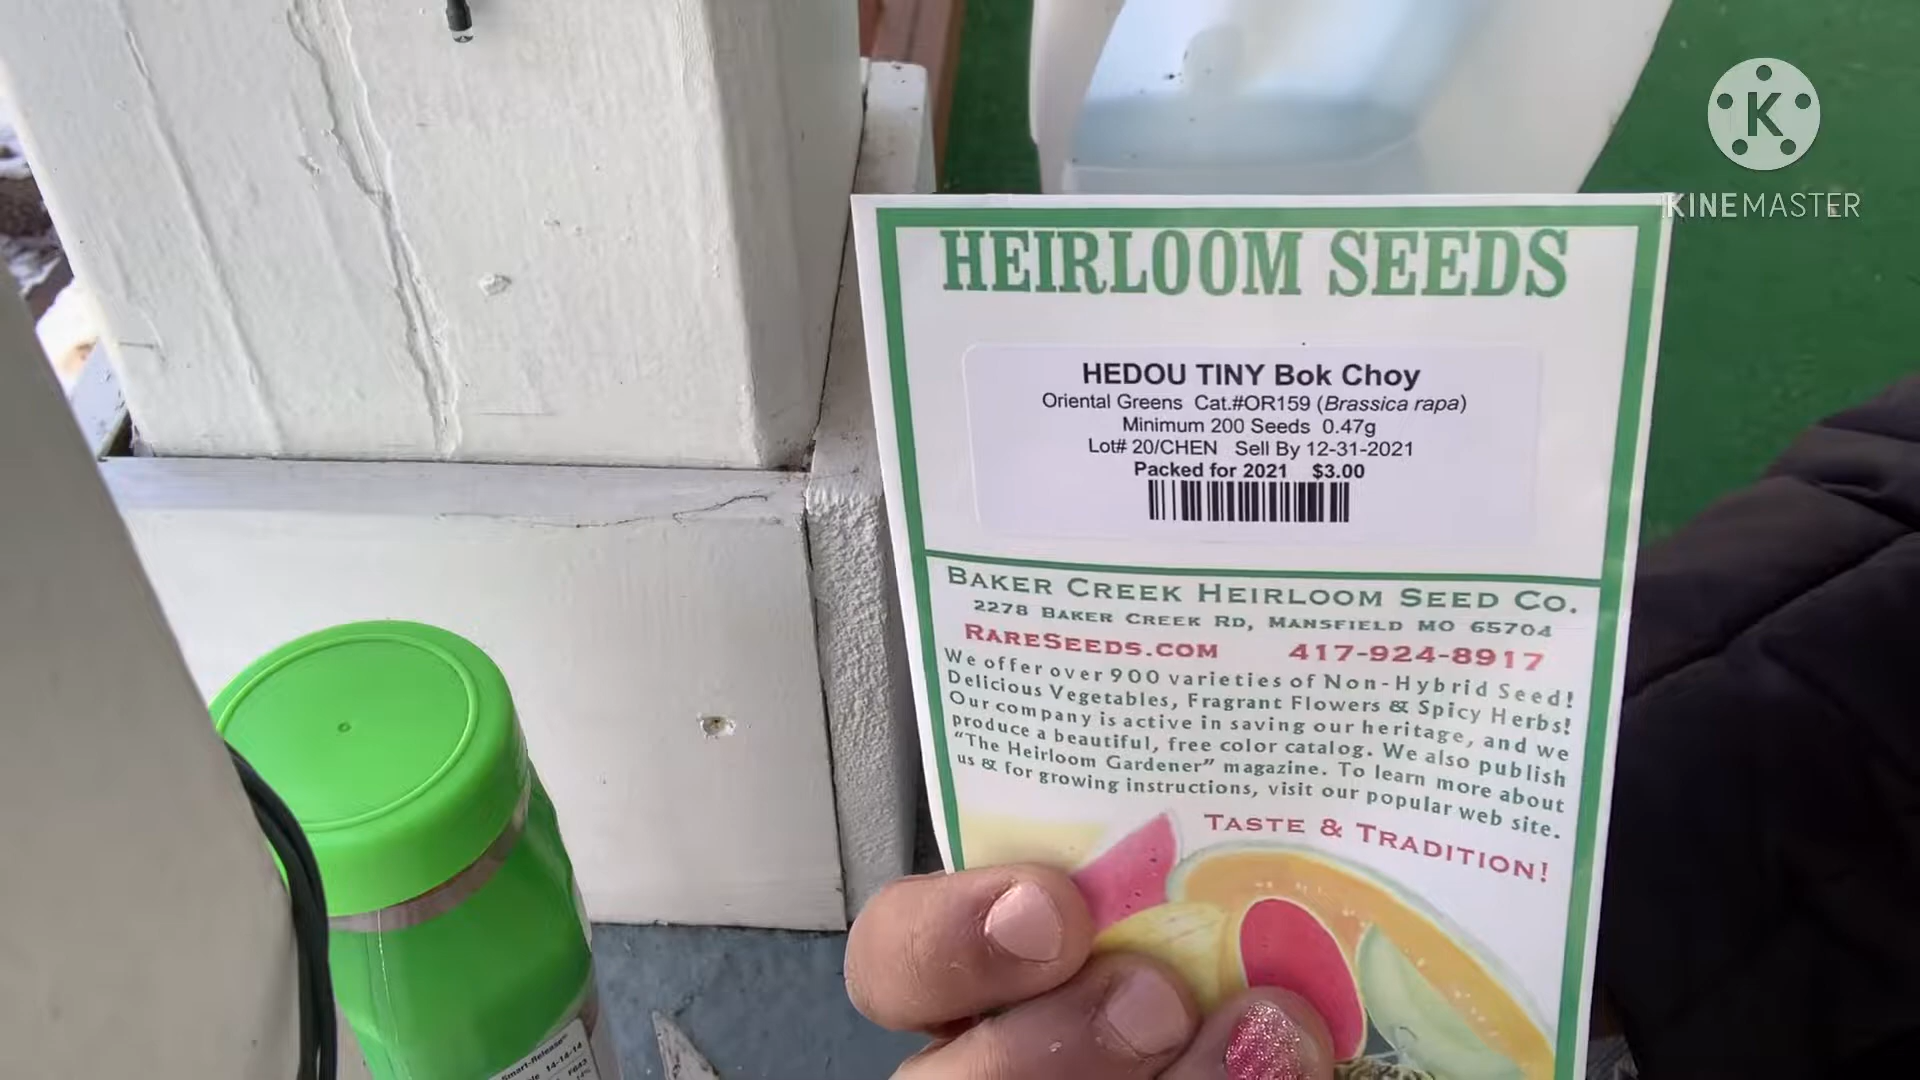 K
KINEMASTER
HEIRLOOM SEEDS
HEDOU TINY Bok Choy
Oriental Greens Cat.#OR159 (Brassica rapa)
Minimum 200 Seeds 0.47g
Lot# 20/CHEN Sell By 12-31-2021
Packed for 2021 $3.00
BAKER CREEK HEIRLOOM SEED CO.
2278 BAKER CREEK RD, MANSFIELD MO 65704
RARESEEDS.COM 417-924-8917
We offer over 900 varieties of Non-Hybrid Seed!
Delicious Vegetables, Fragrant Flowers & Spicy Herbs!
Our company is active in saving our heritage, and we
produce a beautiful, free color catalog. We also publish
“The Heirloom Gardener” magazine. To learn more about
us & for growing instructions, visit our popular web site.
TASTE & TRADITION!
Smart-Release
14-14-14